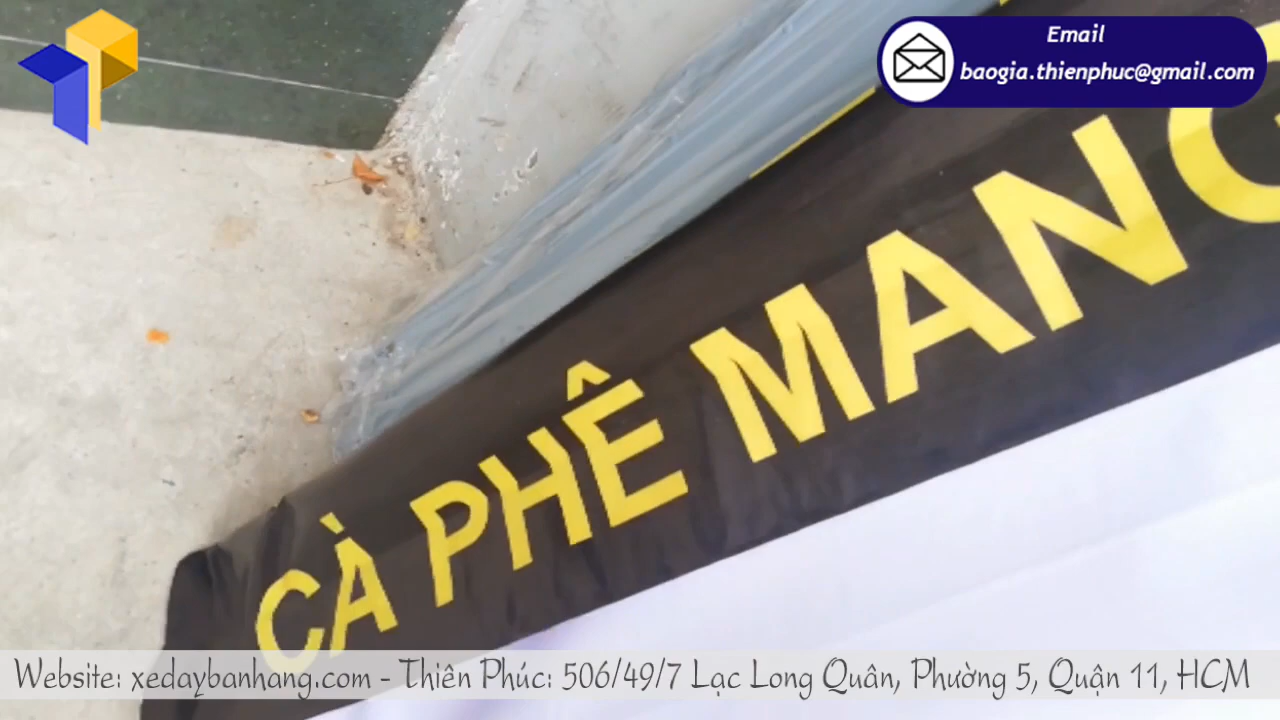 Email
baogia.thienphuc@gmail.com
CÀ PHÊ MANG
Website: xedaybanhang.com - Thiên Phúc: 506/49/7 Lạc Long Quân, Phường 5, Quận 11, HCM